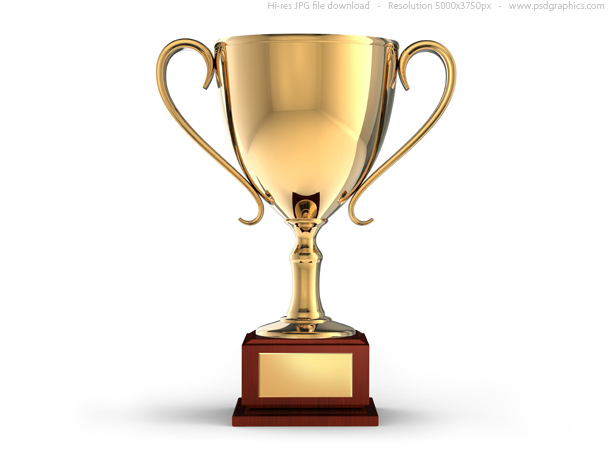 Hi-res JPG file download - Resolution 5000x3750px - www.psdgraphics.com